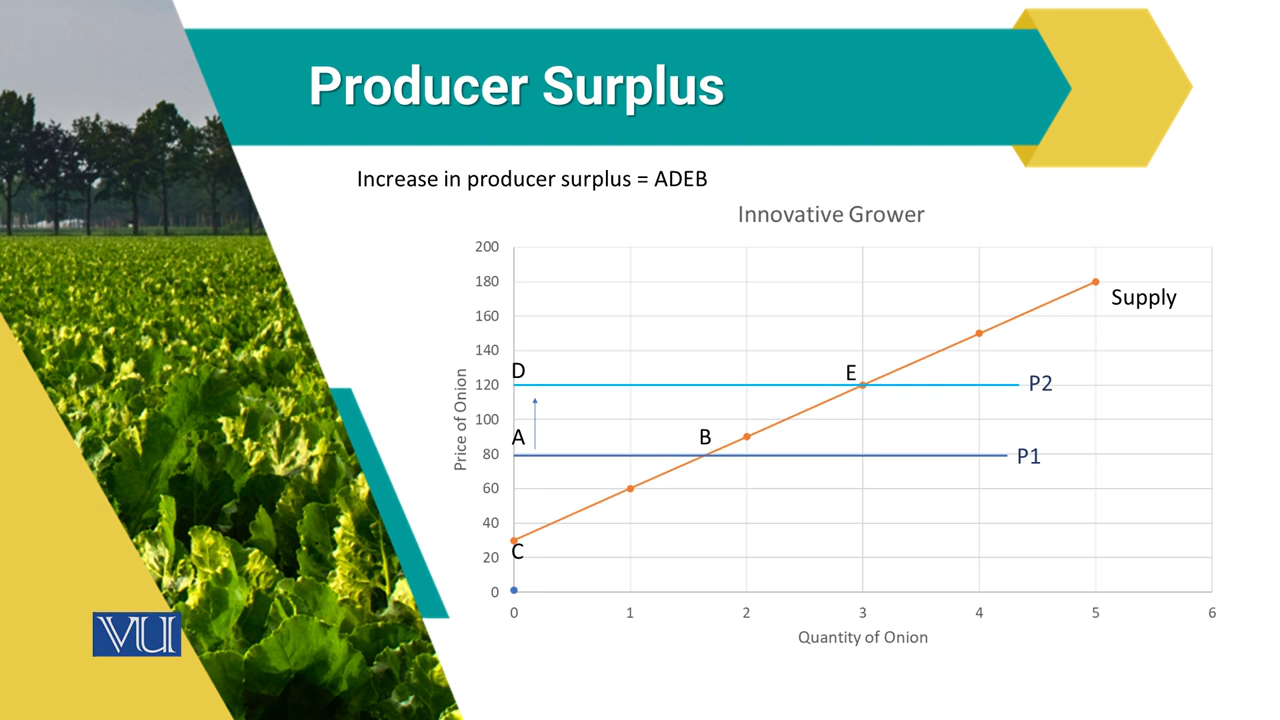 Producer Surplus
Increase in producer surplus = ADEB
Innovative Grower
200
180
Supply
160
140
D
E
120
P2
100
A
B
80
P1
60
40
C
20
0
0 1 2 3 4 5 6
Price of Onion
Quantity of Onion
VU